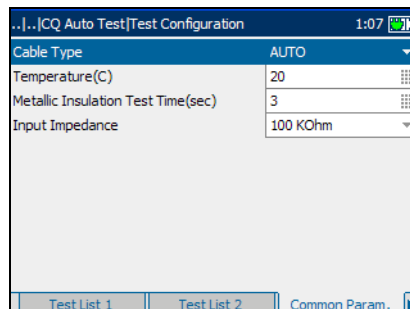 ..|..|CQ Auto Test|Test Configuration 1:07
Cable Type AUTO
Temperature(C) 20
Metallic Insulation Test Time(sec) 3
Input Impedance 100 KOhm
Test List 1 Test List 2 Common Param.